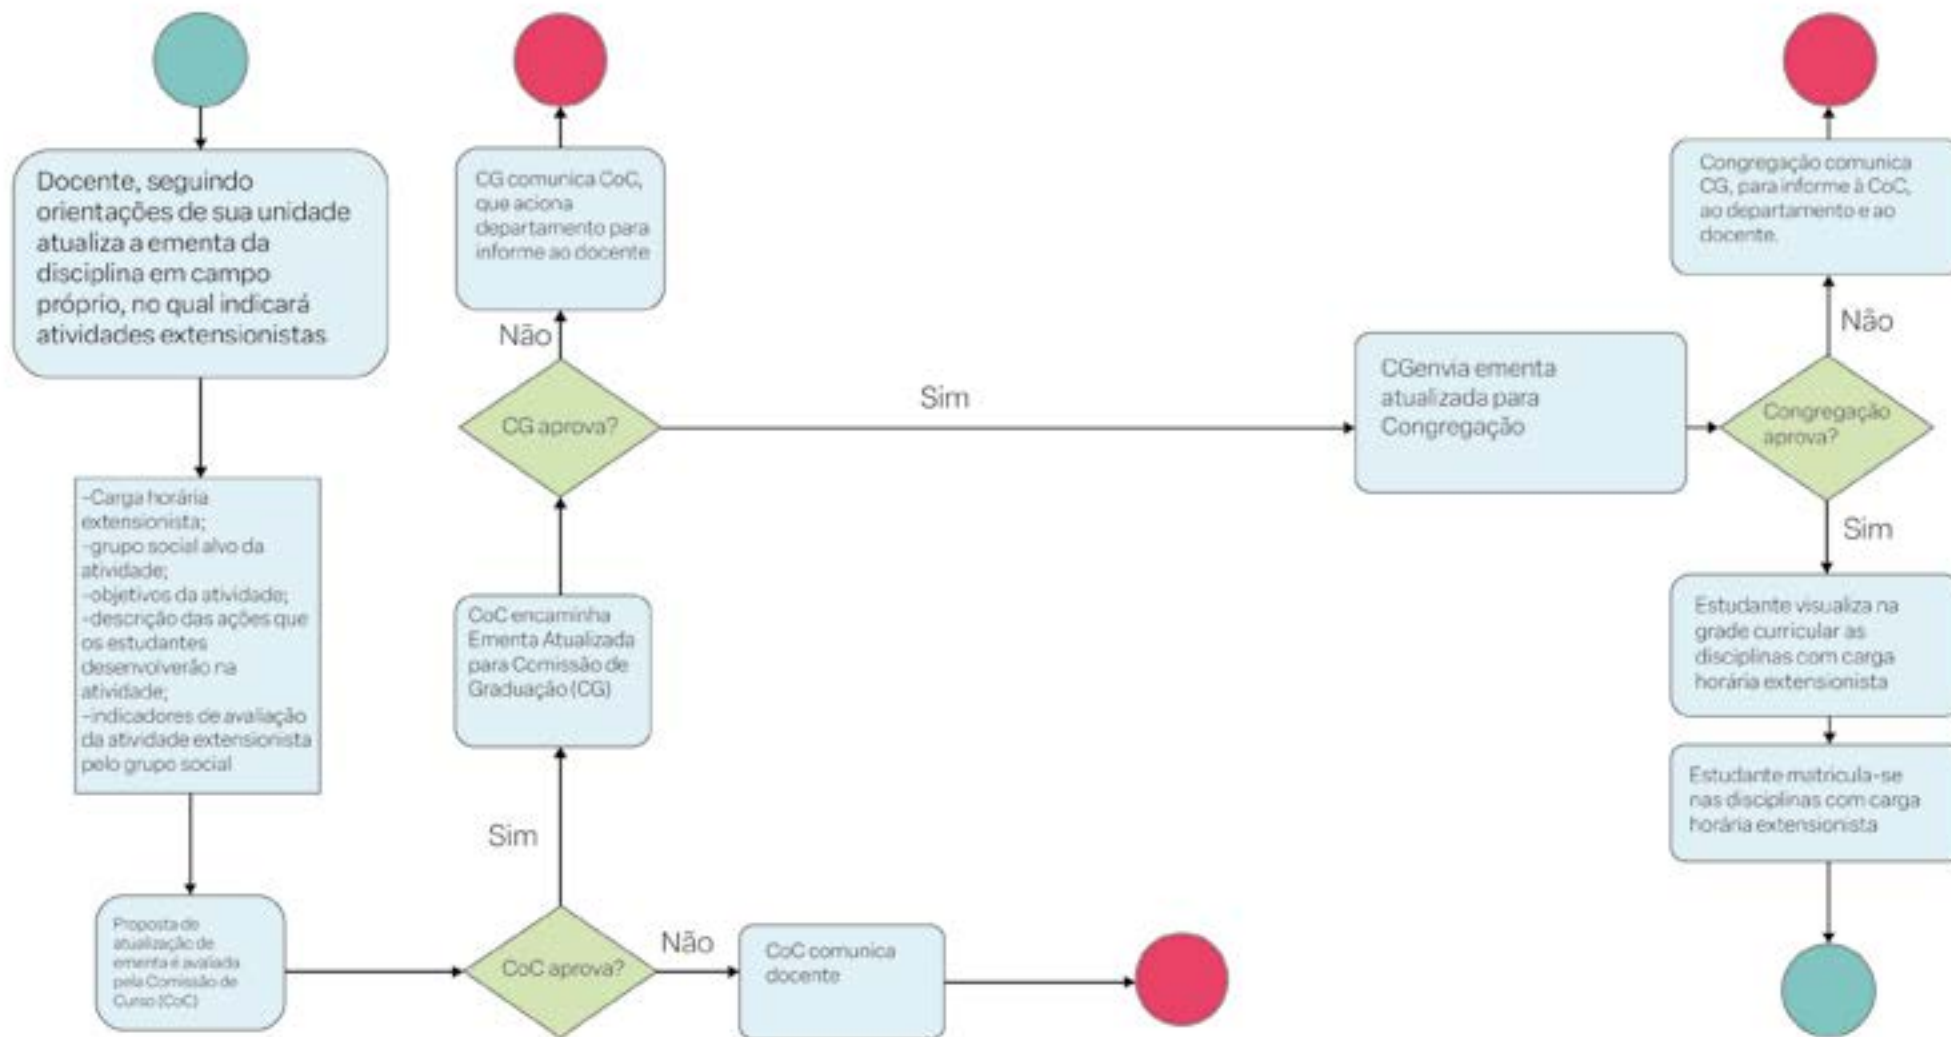 Docente, seguindo
orientações de sua unidade
atualiza a ementa da
disciplina em campo
próprio, no qual indicará
atividades extensionistas
-Carga horária
extensionista;
-grupo social alvo da
atividade;
-objetivos da atividade;
-descrição das ações que
os estudantes
desenvolverão na
atividade;
-indicadores de avaliação
da atividade extensionista
pelo grupo social
Proposta de
atualização de
ementa é avaliada
pela Comissão de
Curso (CoC)
CoC aprova?
Não
CoC comunica
docente
Sim
CoC encaminha
Ementa Atualizada
para Comissão de
Graduação (CG)
CG aprova?
Não
CG comunica CoC,
que aciona
departamento para
informe ao docente
Sim
CGenvia ementa
atualizada para
Congregação
Congregação
aprova?
Não
Congregação comunica
CG, para informe à CoC,
ao departamento e ao
docente.
Sim
Estudante visualiza na
grade curricular as
disciplinas com carga
horária extensionista
Estudante matricula-se
nas disciplinas com carga
horária extensionista